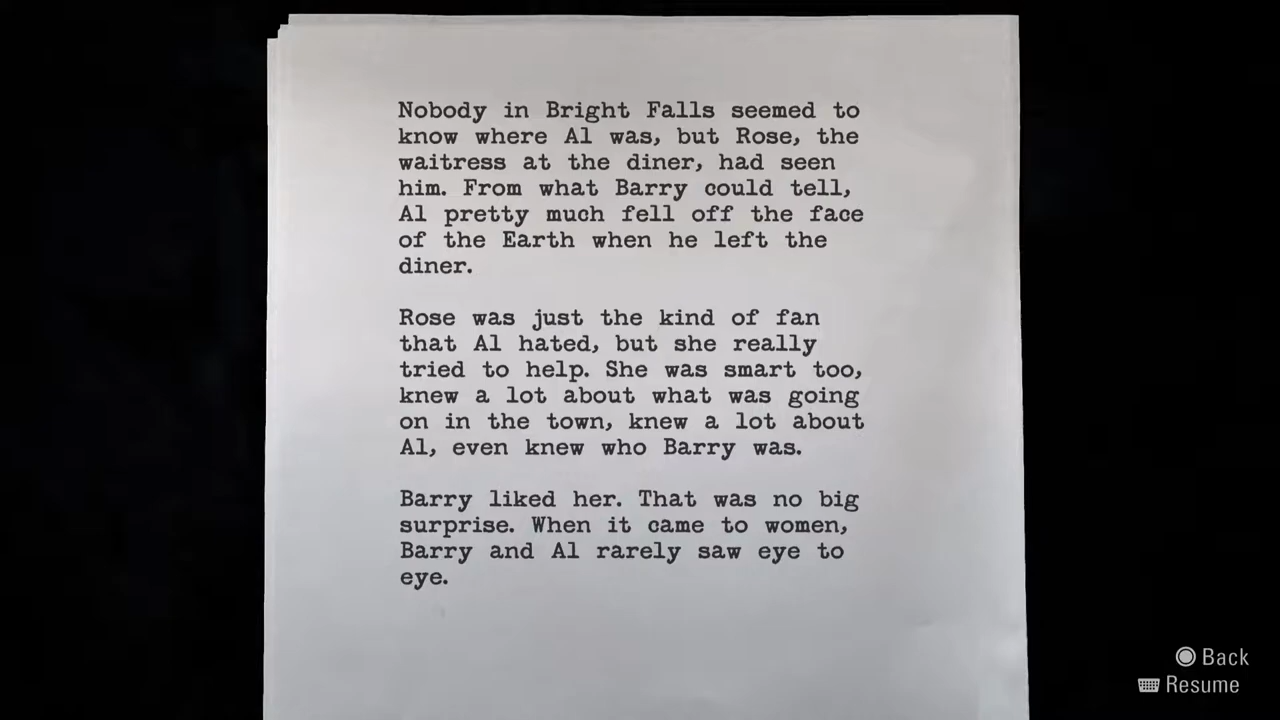 Nobody in Bright Falls seemed to
know where Al was, but Rose, the
waitress at the diner, had seen
him. From what Barry could tell,
Al pretty much fell off the face
of the Earth when he left the
diner.
Rose was just the kind of fan
that Al hated, but she really
tried to help. She was smart too,
knew a lot about what was going
on in the town, knew a lot about
Al, even knew who Barry was.
Barry liked her. That was no big
surprise. When it came to women,
Barry and Al rarely saw eye to
eye.
Back
Resume